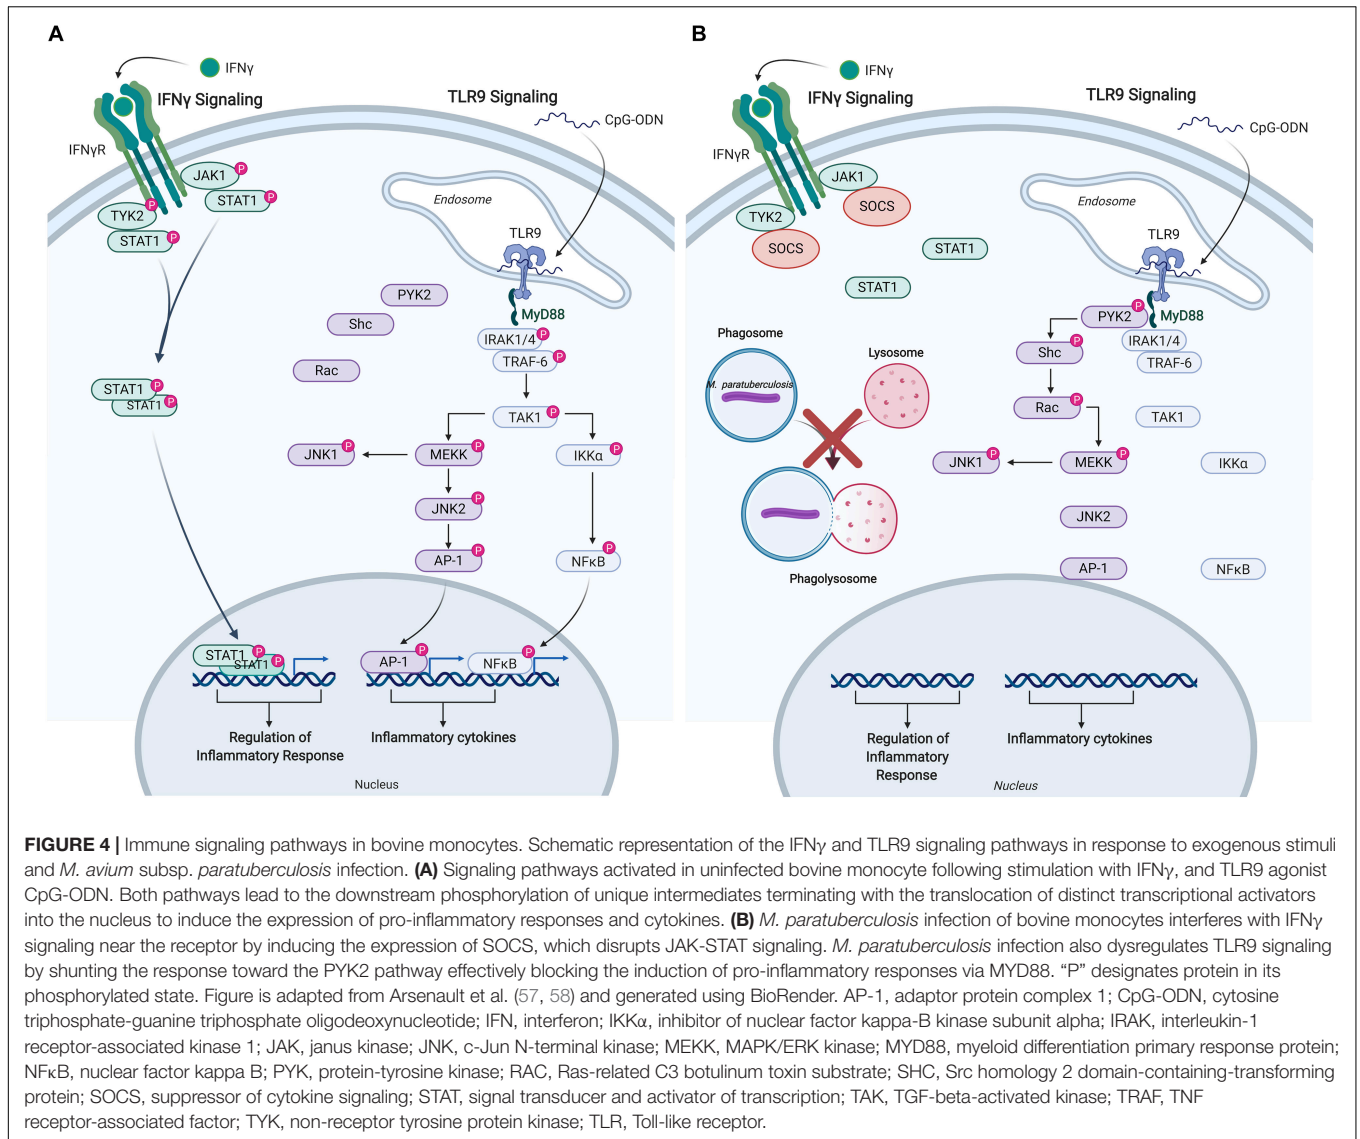 A
IFNγ
IFNγ Signaling
TLR9 Signaling
CpG-ODN
IFNγR
JAK1
P
STAT1
P
TYK2
P
STAT1
P
Endosome
TLR9
PYK2
MyD88
Shc
IRAK1/4
P
TRAF-6
P
Rac
STAT1
P
STAT1
P
TAK1
P
JNK1
P
MEKK
P
IKKα
P
JNK2
P
AP-1
P
NFκB
P
STAT1
P
STAT1
P
AP-1
P
NFκB
P
Regulation of
Inflammatory Response
Inflammatory cytokines
Nucleus
B
IFNγ
IFNγ Signaling
TLR9 Signaling
CpG-ODN
IFNγR
JAK1
SOCS
TYK2
SOCS
STAT1
STAT1
Endosome
TLR9
PYK2
P
MyD88
Shc
P
IRAK1/4
TRAF-6
Phagosome
Lysosome
M. paratuberculosis
Rac
P
TAK1
JNK1
P
MEKK
P
IKKα
JNK2
Phagolysosome
AP-1
NFκB
Regulation of
Inflammatory
Response
Inflammatory cytokines
Nucleus
FIGURE 4 | Immune signaling pathways in bovine monocytes. Schematic representation of the IFNγ and TLR9 signaling pathways in response to exogenous stimuli
and M. avium subsp. paratuberculosis infection. (A) Signaling pathways activated in uninfected bovine monocyte following stimulation with IFNγ, and TLR9 agonist
CpG-ODN. Both pathways lead to the downstream phosphorylation of unique intermediates terminating with the translocation of distinct transcriptional activators
into the nucleus to induce the expression of pro-inflammatory responses and cytokines. (B) M. paratuberculosis infection of bovine monocytes interferes with IFNγ
signaling near the receptor by inducing the expression of SOCS, which disrupts JAK-STAT signaling. M. paratuberculosis infection also dysregulates TLR9 signaling
by shunting the response toward the PYK2 pathway effectively blocking the induction of pro-inflammatory responses via MYD88. “P” designates protein in its
phosphorylated state. Figure is adapted from Arsenault et al. (57, 58) and generated using BioRender. AP-1, adaptor protein complex 1; CpG-ODN, cytosine
triphosphate-guanine triphosphate oligodeoxynucleotide; IFN, interferon; IKKα, inhibitor of nuclear factor kappa-B kinase subunit alpha; IRAK, interleukin-1
receptor-associated kinase 1; JAK, janus kinase; JNK, c-Jun N-terminal kinase; MEKK, MAPK/ERK kinase; MYD88, myeloid differentiation primary response protein;
NFκB, nuclear factor kappa B; PYK, protein-tyrosine kinase; RAC, Ras-related C3 botulinum toxin substrate; SHC, Src homology 2 domain-containing-transforming
protein; SOCS, suppressor of cytokine signaling; STAT, signal transducer and activator of transcription; TAK, TGF-beta-activated kinase; TRAF, TNF
receptor-associated factor; TYK, non-receptor tyrosine protein kinase; TLR, Toll-like receptor.